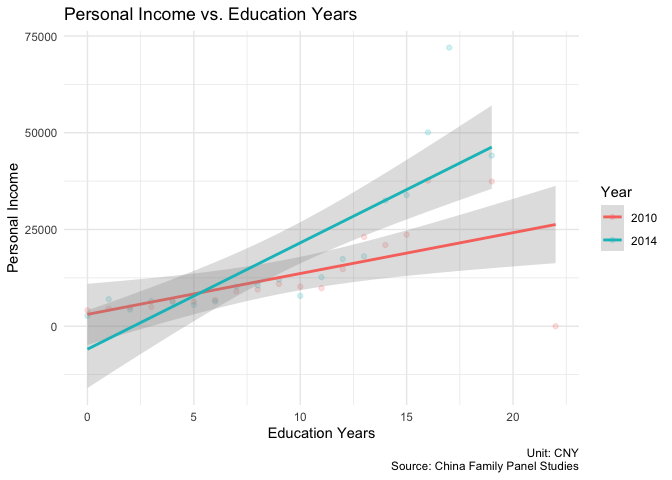 Personal Income vs. Education Years
75000
50000
25000
0
Personal Income
0 5 10 15 20
Education Years
Year
2010
2014
Unit: CNY
Source: China Family Panel Studies